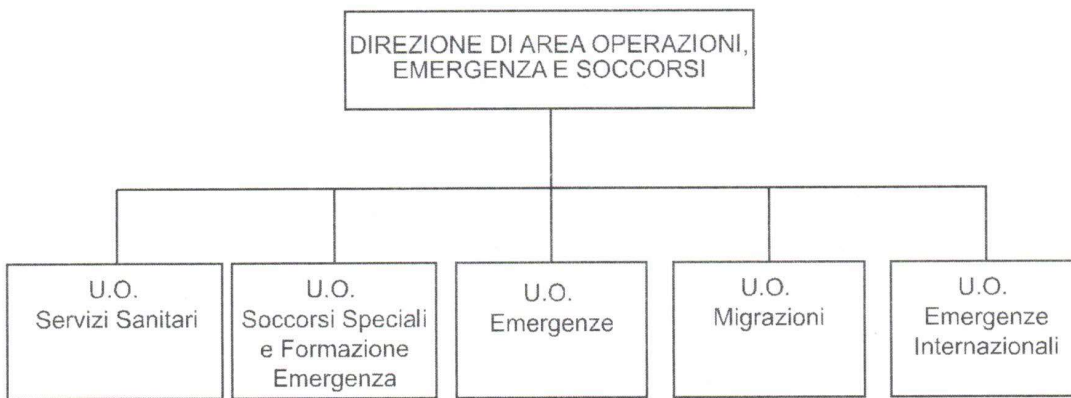 DIREZIONE DI AREA OPERAZIONI,
EMERGENZA E SOCCORSI
U.O.
Servizi Sanitari
U.O.
Soccorsi Speciali
e Formazione
Emergenza
U.O.
Emergenze
U.O.
Migrazioni
U.O.
Emergenze
Internazionali